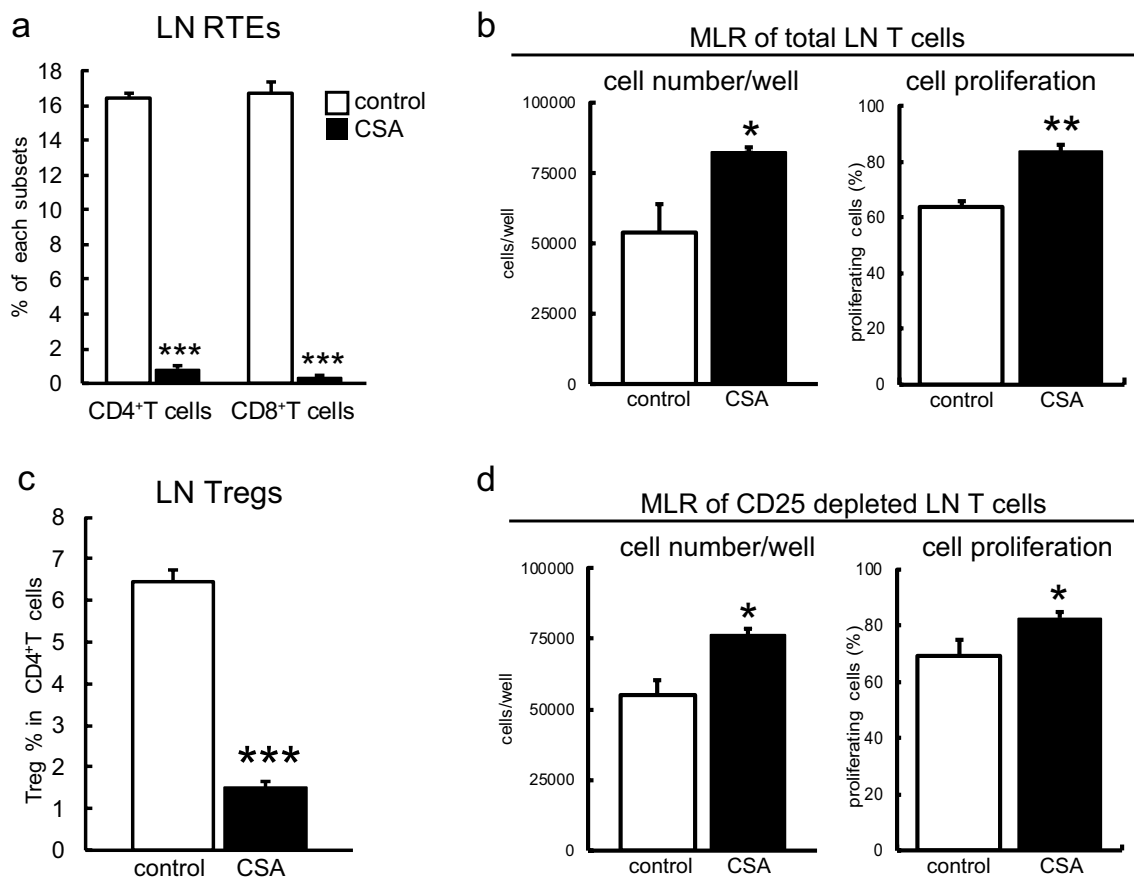 a
LN RTEs
% of each subsets
18
16
14
12
10
8
6
4
2
0
***
***
CD4⁺T cells
CD8⁺T cells
control
CSA
b
MLR of total LN T cells
cell number/well
cells/well
100000
75000
50000
25000
0
*
control
CSA
cell proliferation
proliferating cells (%)
100
80
60
40
20
0
**
control
CSA
c
LN Tregs
Treg % in CD4⁺T cells
8
7
6
5
4
3
2
1
0
***
control
CSA
d
MLR of CD25 depleted LN T cells
cell number/well
cells/well
100000
75000
50000
25000
0
*
control
CSA
cell proliferation
proliferating cells (%)
100
80
60
40
20
0
*
control
CSA